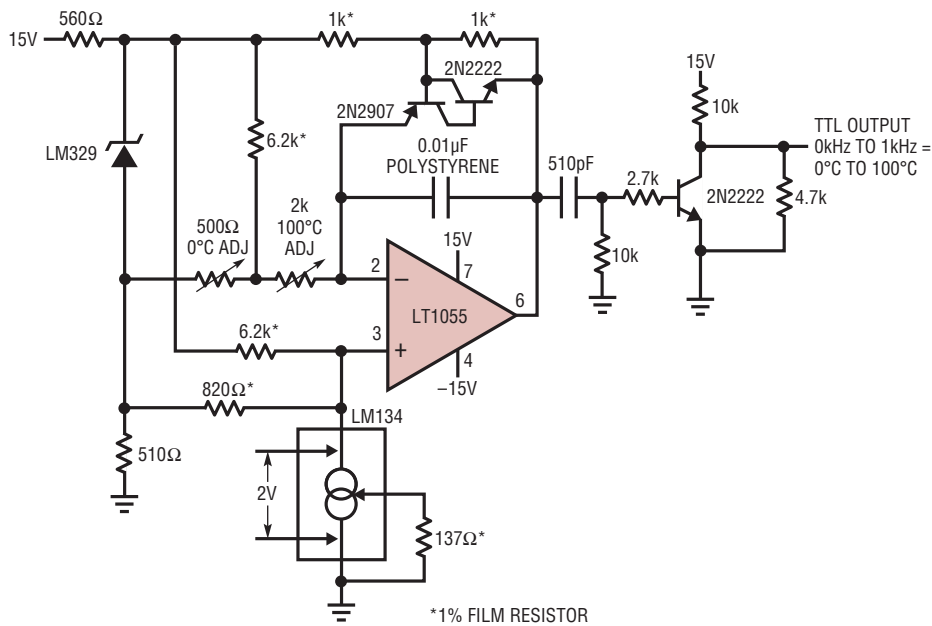 560Ω
1k*
1k*
15V
2N2222
15V
2N2907
10k
6.2k*
0.01µF
POLYSTYRENE
510pF
TTL OUTPUT
0kHz TO 1kHz =
0°C TO 100°C
LM329
2.7k
2N2222
4.7k
500Ω
0°C ADJ
2k
100°C
ADJ
15V
10k
2
–
7
6
LT1055
6.2k*
3
+
4
–15V
820Ω*
LM134
510Ω
2V
137Ω*
*1% FILM RESISTOR